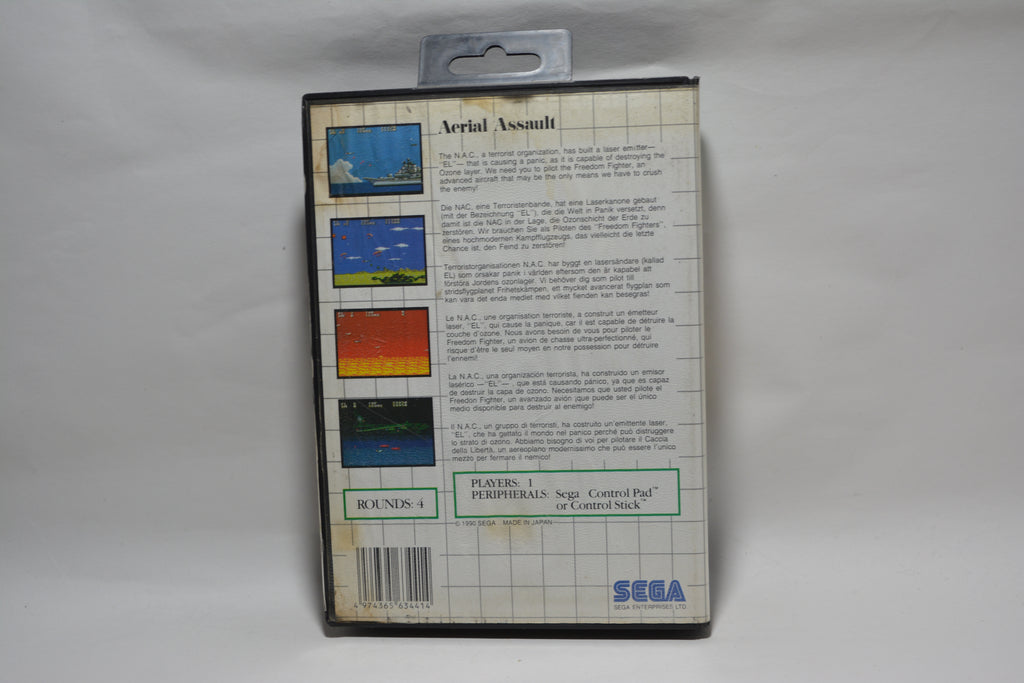 Aerial Assault
The N.A.C., a terrorist organization, has built a laser emitter—
"EL"— that is causing a panic, as it is capable of destroying the
Ozone layer. We need you to pilot the Freedom Fighter, an
advanced aircraft that may be the only means we have to crush
the enemy!
Die NAC, eine Terroristenbande, hat eine Laserkanone gebaut
(mit der Bezeichnung "EL"), die die Welt in Panik versetzt, denn
damit ist die NAC in der Lage, die Ozonschicht der Erde zu
zerstören. Wir brauchen Sie als Piloten des "Freedom Fighters",
eines hochmodernen Kampfflugzeugs, das vielleicht die letzte
Chance ist, den Feind zu zerstören!
Terroristorganisationen N.A.C. har byggt en lasersändare (kallad
EL) som orsakar panik i världen eftersom den är kapabel att
förstöra Jordens ozonlager. Vi behöver dig som pilot till
stridsflygplanet Frihetskämpen, ett mycket avancerat flygplan som
kan vara det enda medlet med vilket fienden kan besegras!
Le N.A.C., une organisation terroriste, a construit un émetteur
laser, "EL", qui cause la panique, car il est capable de détruire la
couche d'ozone. Nous avons besoin de vous pour piloter le
Freedom Fighter, un avion de chasse ultra-perfectionné, qui
risque d'être le seul moyen en notre possession pour détruire
l'ennemi!
La N.A.C., una organización terrorista, ha construido un emisor
lasérico —"EL"— , que está causando pánico, ya que es capaz
de destruir la capa de ozono. Necesitamos que usted pilote el
Freedon Fighter, un avanzado avión ¡que puede ser el único
medio disponible para destruir al enemigo!
Il N.A.C., un gruppo di terroristi, ha costruito un'emittente laser,
"EL", che ha gettato il mondo nel panico perché può distruggere
lo strato di ozono. Abbiamo bisogno di voi per pilotare il Caccia
della Libertà, un aereoplano modernissimo che può essere l'unico
mezzo per fermare il nemico!
ROUNDS: 4
PLAYERS: 1
PERIPHERALS: Sega Control Pad™
or Control Stick™
© 1990 SEGA MADE IN JAPAN
4 974365 634414
SEGA
SEGA ENTERPRISES LTD.